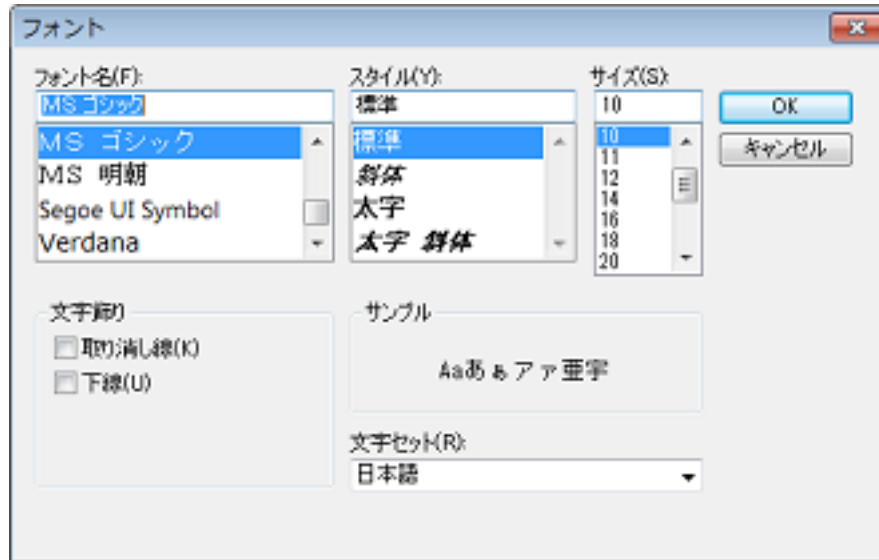 フォント
フォント名(F):
MS ゴシック
MS ゴシック
MS 明朝
Segoe UI Symbol
Verdana
スタイル(Y):
標準
標準
斜体
太字
太字 斜体
サイズ(S):
10
10
11
12
14
16
18
20
OK
キャンセル
文字飾り
取り消し線(K)
下線(U)
サンプル
Aaあぁアァ亜宇
文字セット(R):
日本語